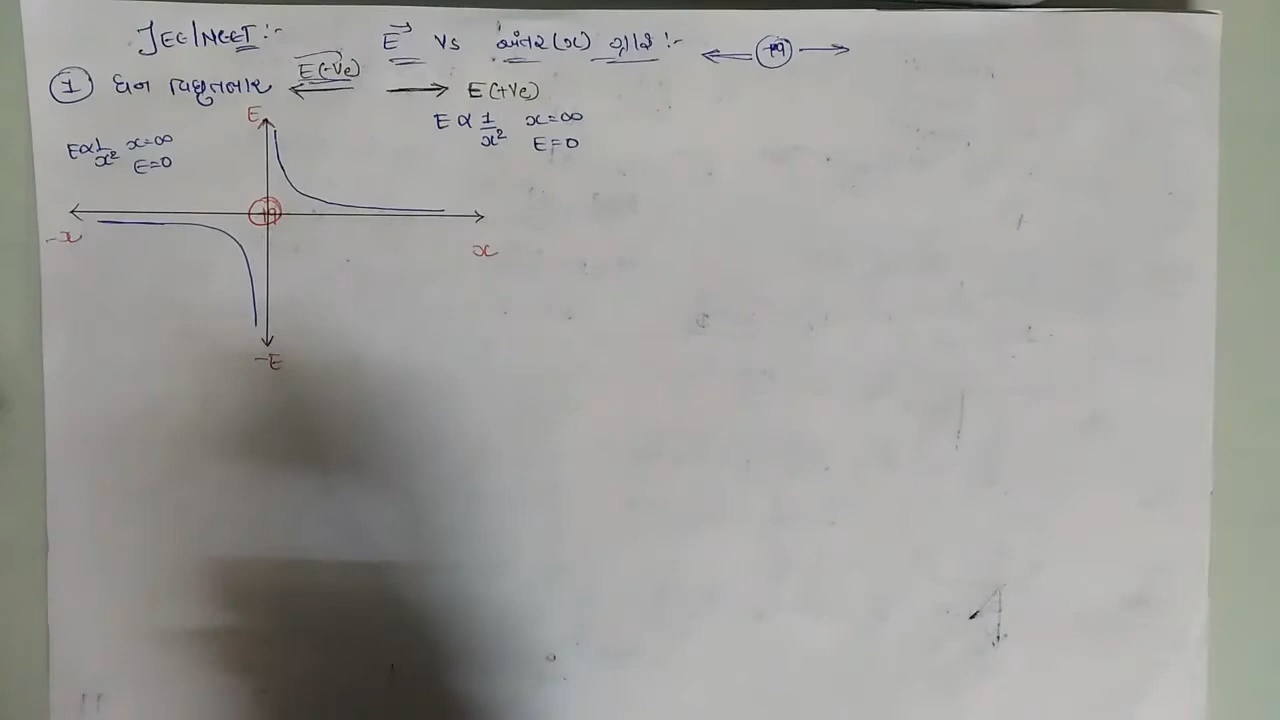 JEE/NEET :-
E⃗ Vs અંતર (x) ગ્રાફ :- +q
1 ધન વિદ્યુતભાર E(-Ve) E(+Ve)
E E∝1/x² x=∞
E∝1/x² x=∞ E=0
E=0
+q
-x x
-E